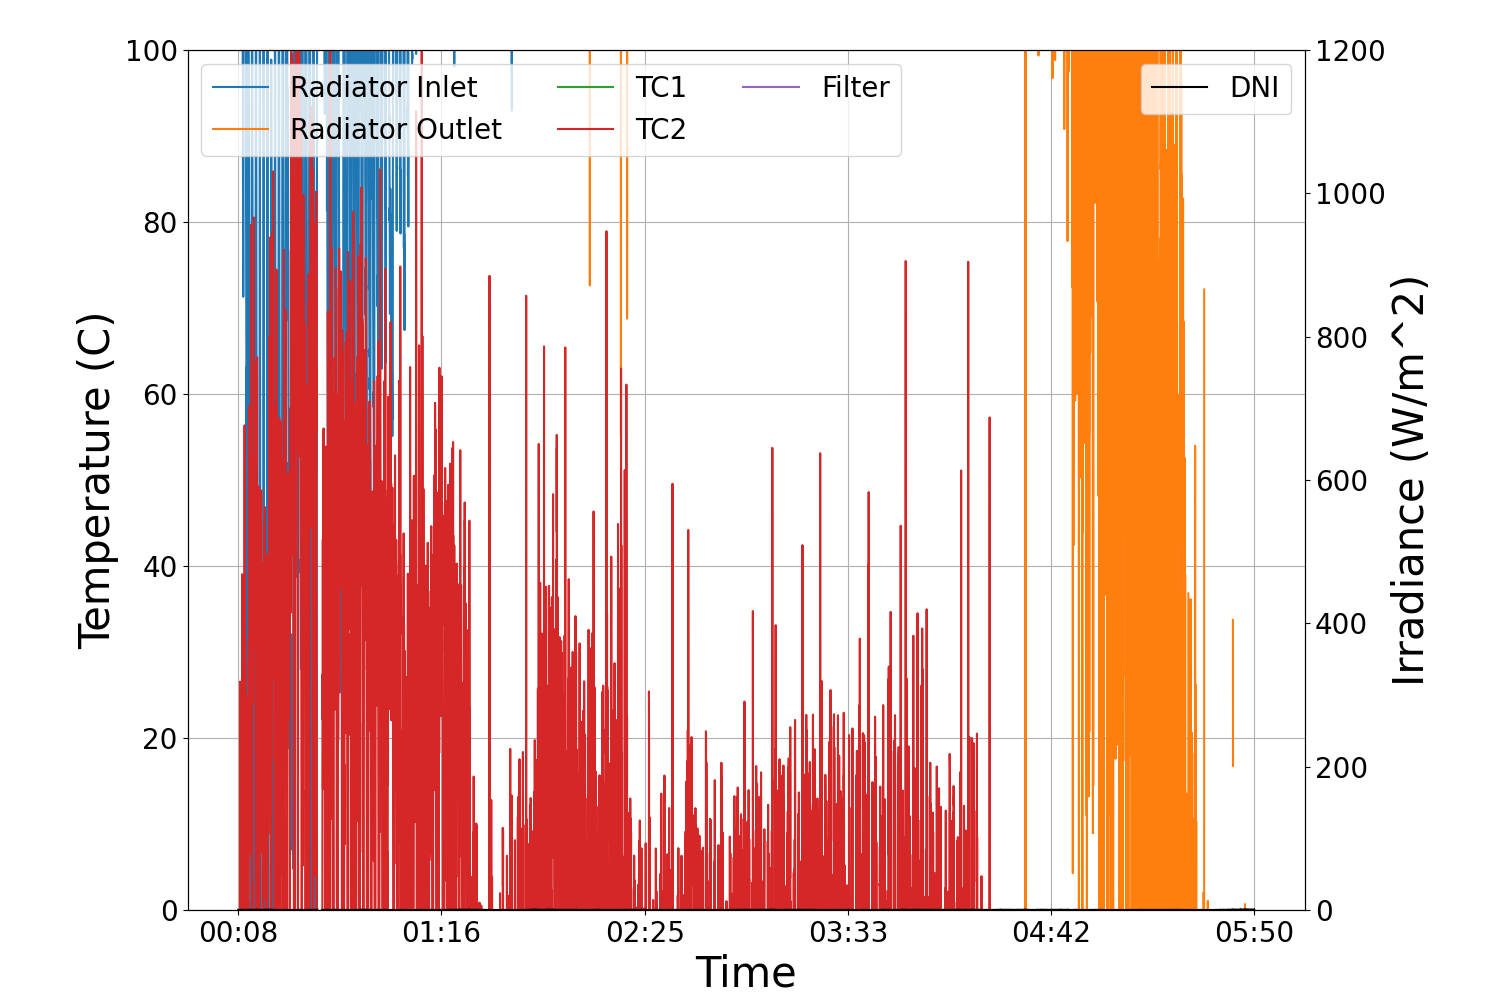 Radiator Inlet TC1 Filter DNI
Radiator Outlet TC2
100
80
60
40
20
0
Temperature (C)
1200
1000
800
600
400
200
0
Irradiance (W/m^2)
00:08 01:16 02:25 03:33 04:42 05:50
Time